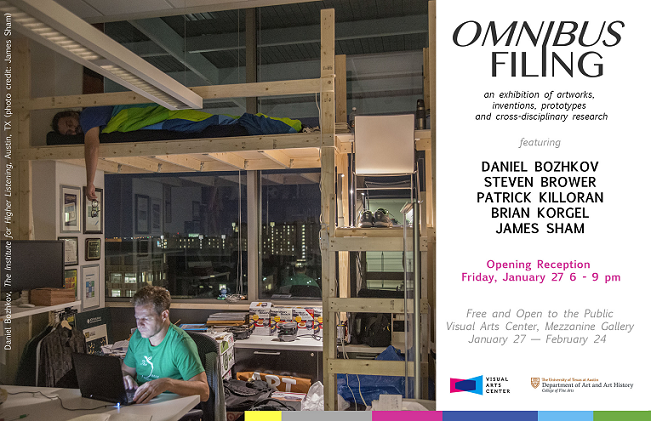 Daniel Bozhkov, The Institute for Higher Listening, Austin, TX (photo credit: James Sham)
OMNIBUS
FILING
an exhibition of artworks,
inventions, prototypes
and cross-disciplinary research
featuring
DANIEL BOZHKOV
STEVEN BROWER
PATRICK KILLORAN
BRIAN KORGEL
JAMES SHAM
Opening Reception
Friday, January 27 6 - 9 pm
Free and Open to the Public
Visual Arts Center, Mezzanine Gallery
January 27 — February 24
VISUAL
ARTS
CENTER
The University of Texas at Austin
Department of Art and Art History
College of Fine Arts
ART